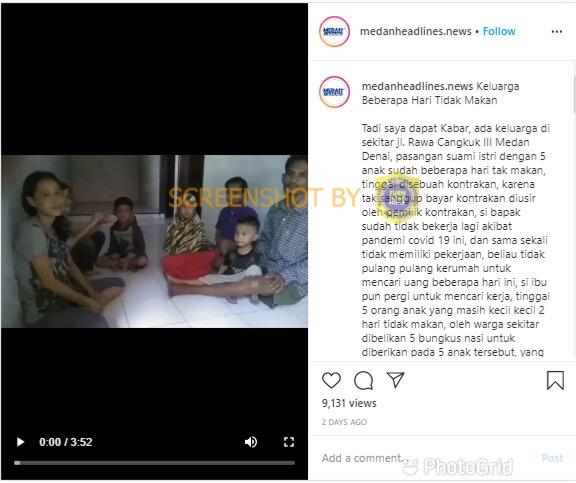 medanheadlines.news • Follow
medanheadlines.news Keluarga
Beberapa Hari Tidak Makan
Tadi saya dapat Kabar, ada keluarga di
sekitar jl. Rawa Cangkuk III Medan
Denai, pasangan suami istri dengan 5
anak sudah beberapa hari tak makan,
tinggal disebuah kontrakan, karena
tak sanggup bayar kontrakan diusir
oleh pemilik kontrakan, si bapak
sudah tidak bekerja lagi akibat
pandemi covid 19 ini, dan sama sekali
tidak memiliki pekerjaan, beliau tidak
pulang pulang kerumah untuk
mencari uang beberapa hari ini, si ibu
pun pergi untuk mencari kerja, tinggal
5 orang anak yang masih kecil kecil 2
hari tidak makan, oleh warga sekitar
dibelikan 5 bungkus nasi untuk
diberikan pada 5 anak tersebut, yang
SCREENSHOT BY
TURN
9,131 views
2 DAYS AGO
0:00 / 3:52
Add a comment...
Post
PhotoGrid